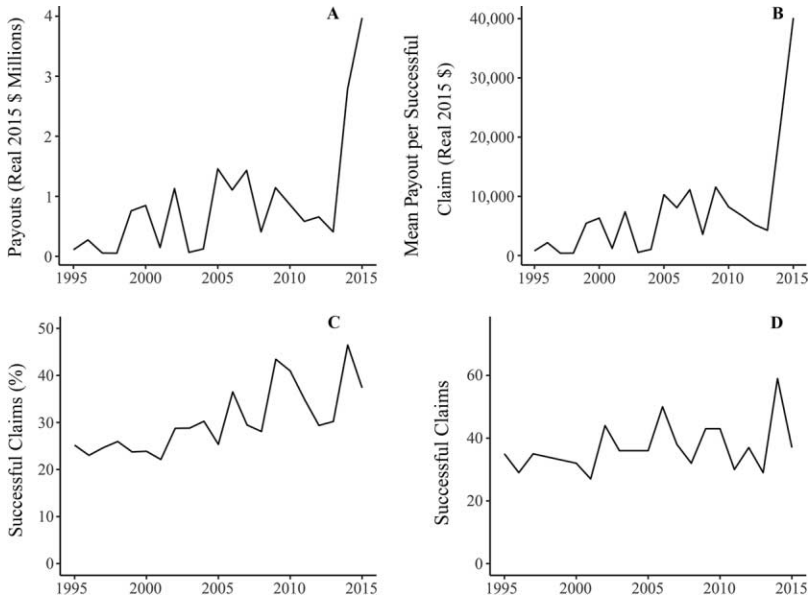 A
Payouts (Real 2015 $ Millions)
4
3
2
1
0
1995 2000 2005 2010 2015
B
Mean Payout per Successful
Claim (Real 2015 $)
40,000
30,000
20,000
10,000
0
1995 2000 2005 2010 2015
C
Successful Claims (%)
50
40
30
20
10
0
1995 2000 2005 2010 2015
D
Successful Claims
60
40
20
0
1995 2000 2005 2010 2015